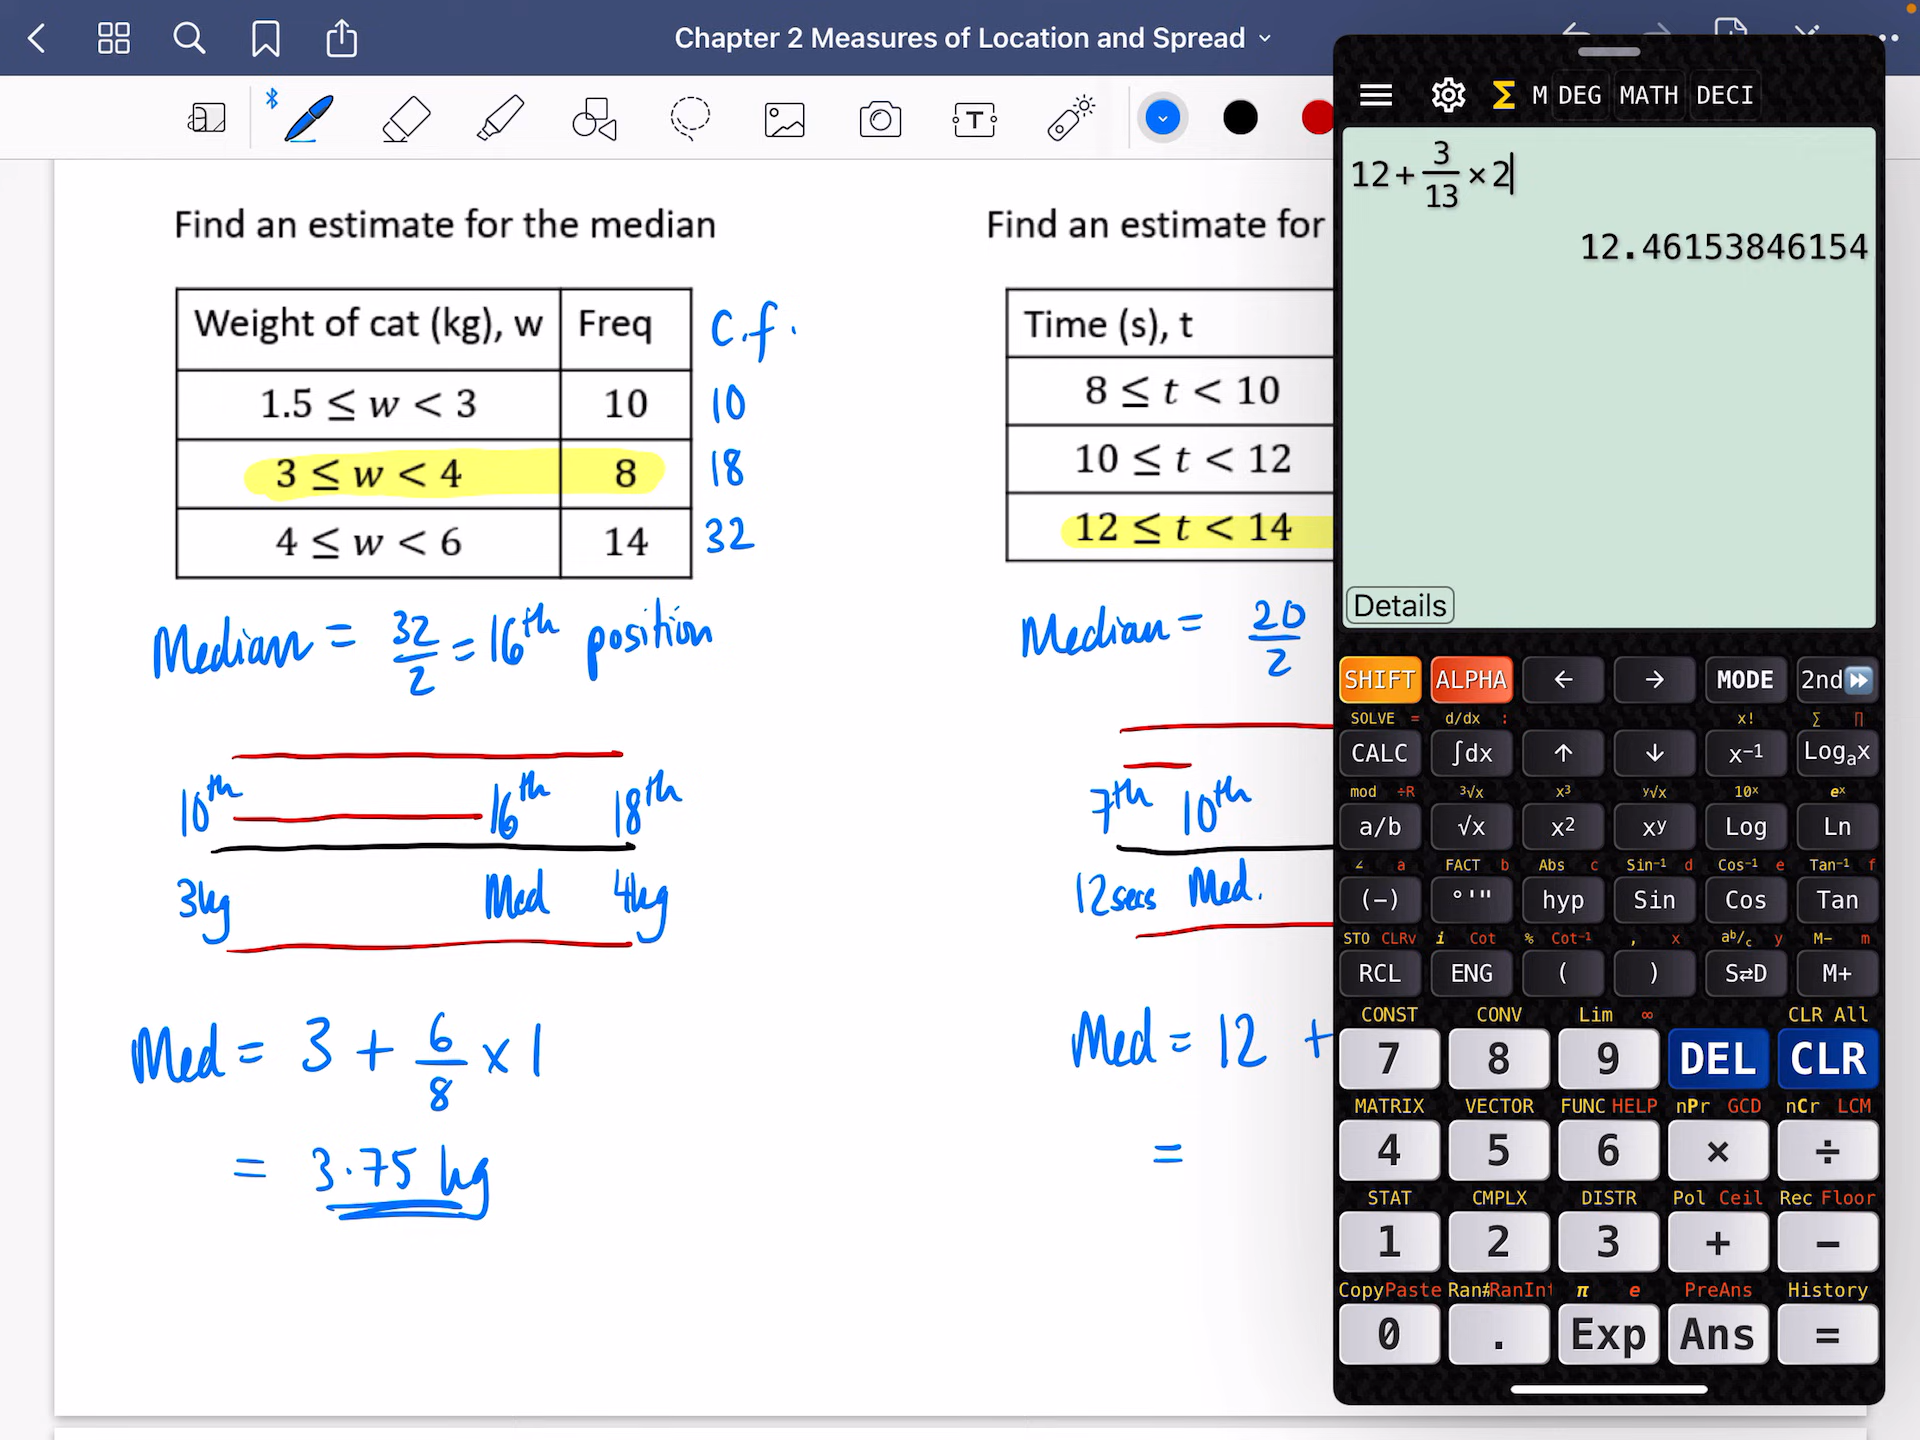 Chapter 2 Measures of Location and Spread
Find an estimate for the median
Weight of cat (kg), w Freq c.f.
1.5 ≤ w < 3 10 10
3 ≤ w < 4 8 18
4 ≤ w < 6 14 32
Median = 32/2 = 16th position
10th 16th 18th
3kg Med 4kg
Med = 3 + 6/8 x 1
= 3.75 kg
Find an estimate for
Time (s), t
8 ≤ t < 10
10 ≤ t < 12
12 ≤ t < 14
Median = 20/2
7th 10th
12secs Med.
Med = 12 +
=
Σ M DEG MATH DECI
12+3/13×2
12.46153846154
Details
SHIFT ALPHA ← → MODE 2nd
SOLVE = d/dx : x! ∑ ∏
CALC ∫dx ↑ ↓ x⁻¹ Logₐx
mod ÷R ³√x x³ ʸ√x 10ˣ eˣ
a/b √x x² xʸ Log Ln
∠ a FACT b Abs c Sin⁻¹ d Cos⁻¹ e Tan⁻¹ f
(−) °'" hyp Sin Cos Tan
STO CLRv i Cot % Cot⁻¹ , x aᵇ/c y M− m
RCL ENG ( ) S⇄D M+
CONST CONV Lim ∞ CLR All
7 8 9 DEL CLR
MATRIX VECTOR FUNC HELP nPr GCD nCr LCM
4 5 6 × ÷
STAT CMPLX DISTR Pol Ceil Rec Floor
1 2 3 + −
Copy Paste Ran# RanInt π e PreAns History
0 . Exp Ans =